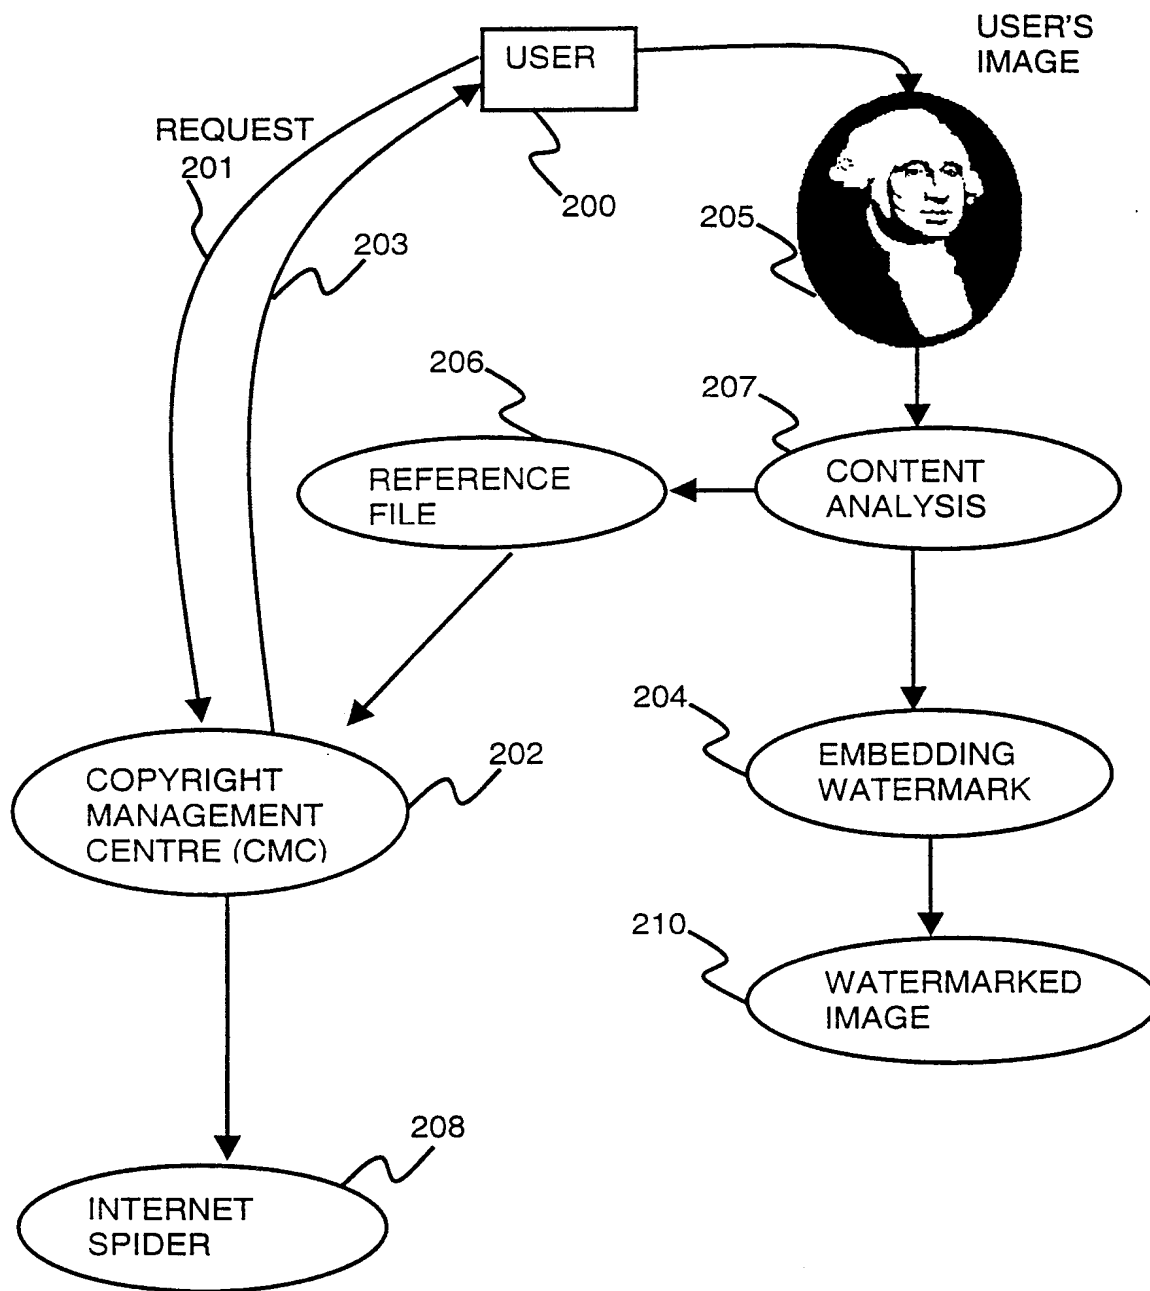 USER'S
IMAGE
USER
REQUEST
201
200
203
205
206
207
REFERENCE
FILE
CONTENT
ANALYSIS
204
202
EMBEDDING
WATERMARK
COPYRIGHT
MANAGEMENT
CENTRE (CMC)
210
WATERMARKED
IMAGE
208
INTERNET
SPIDER